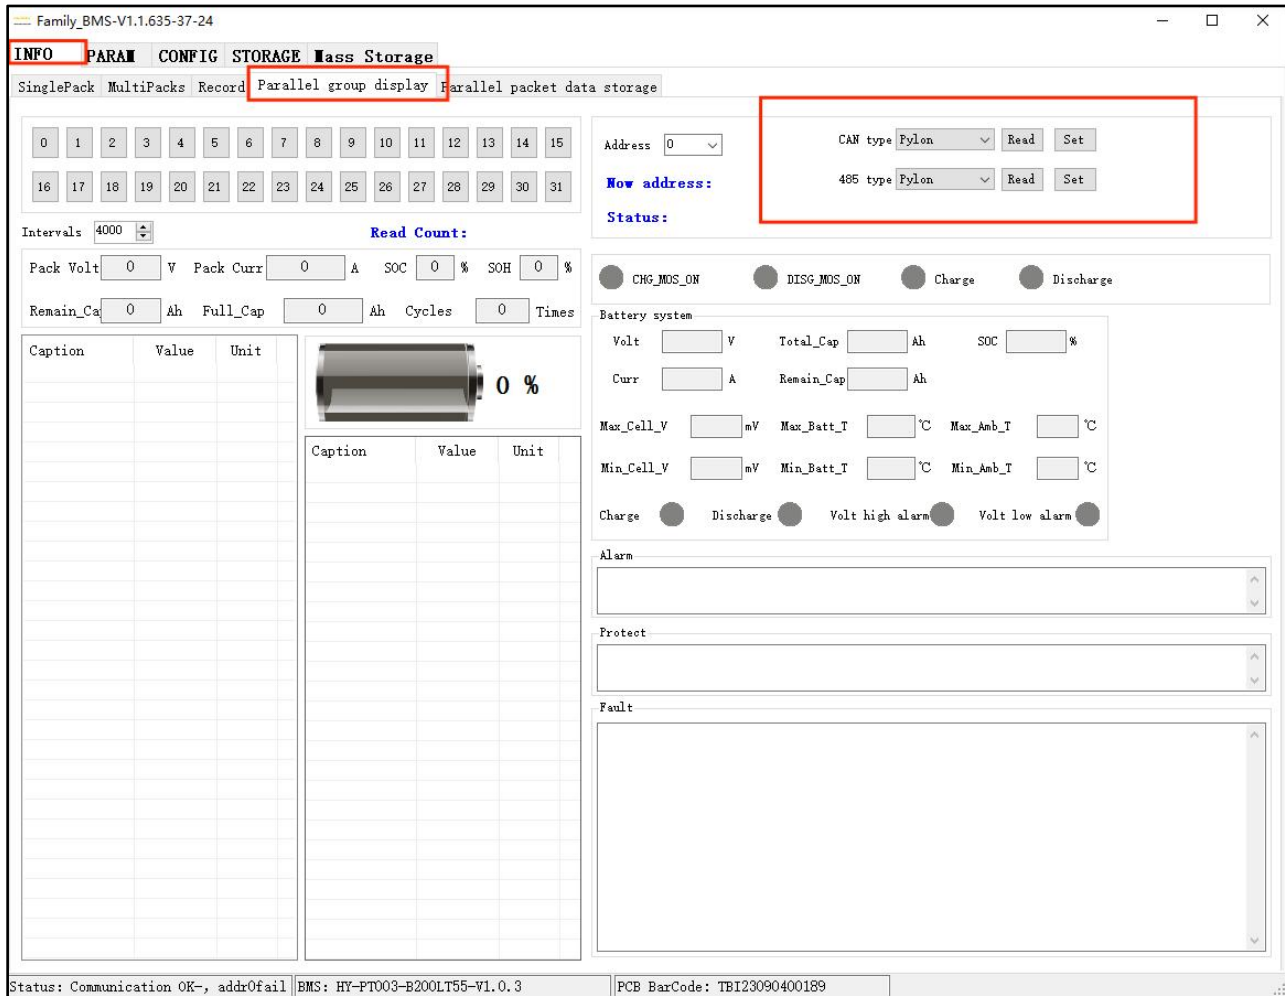 Family_BMS-V1.1.635-37-24
INFO PARAM CONFIG STORAGE Mass Storage
SinglePack MultiPacks Record Parallel group display Parallel packet data storage
0 1 2 3 4 5 6 7 8 9 10 11 12 13 14 15
16 17 18 19 20 21 22 23 24 25 26 27 28 29 30 31
Intervals 4000 Read Count:
Pack Volt 0 V Pack Curr 0 A SOC 0 % SOH 0 %
Remain_Ca 0 Ah Full_Cap 0 Ah Cycles 0 Times
Caption Value Unit
0 %
Caption Value Unit
Address 0
Now address:
Status:
CAN type Pylon Read Set
485 type Pylon Read Set
CHG_MOS_ON DISG_MOS_ON Charge Discharge
Battery system
Volt V Total_Cap Ah SOC %
Curr A Remain_Cap Ah
Max_Cell_V mV Max_Batt_T ℃ Max_Amb_T ℃
Min_Cell_V mV Min_Batt_T ℃ Min_Amb_T ℃
Charge Discharge Volt high alarm Volt low alarm
Alarm
Protect
Fault
Status: Communication OK-, addr0fail BMS: HY-PT003-B200LT55-V1.0.3 PCB BarCode: TBI23090400189